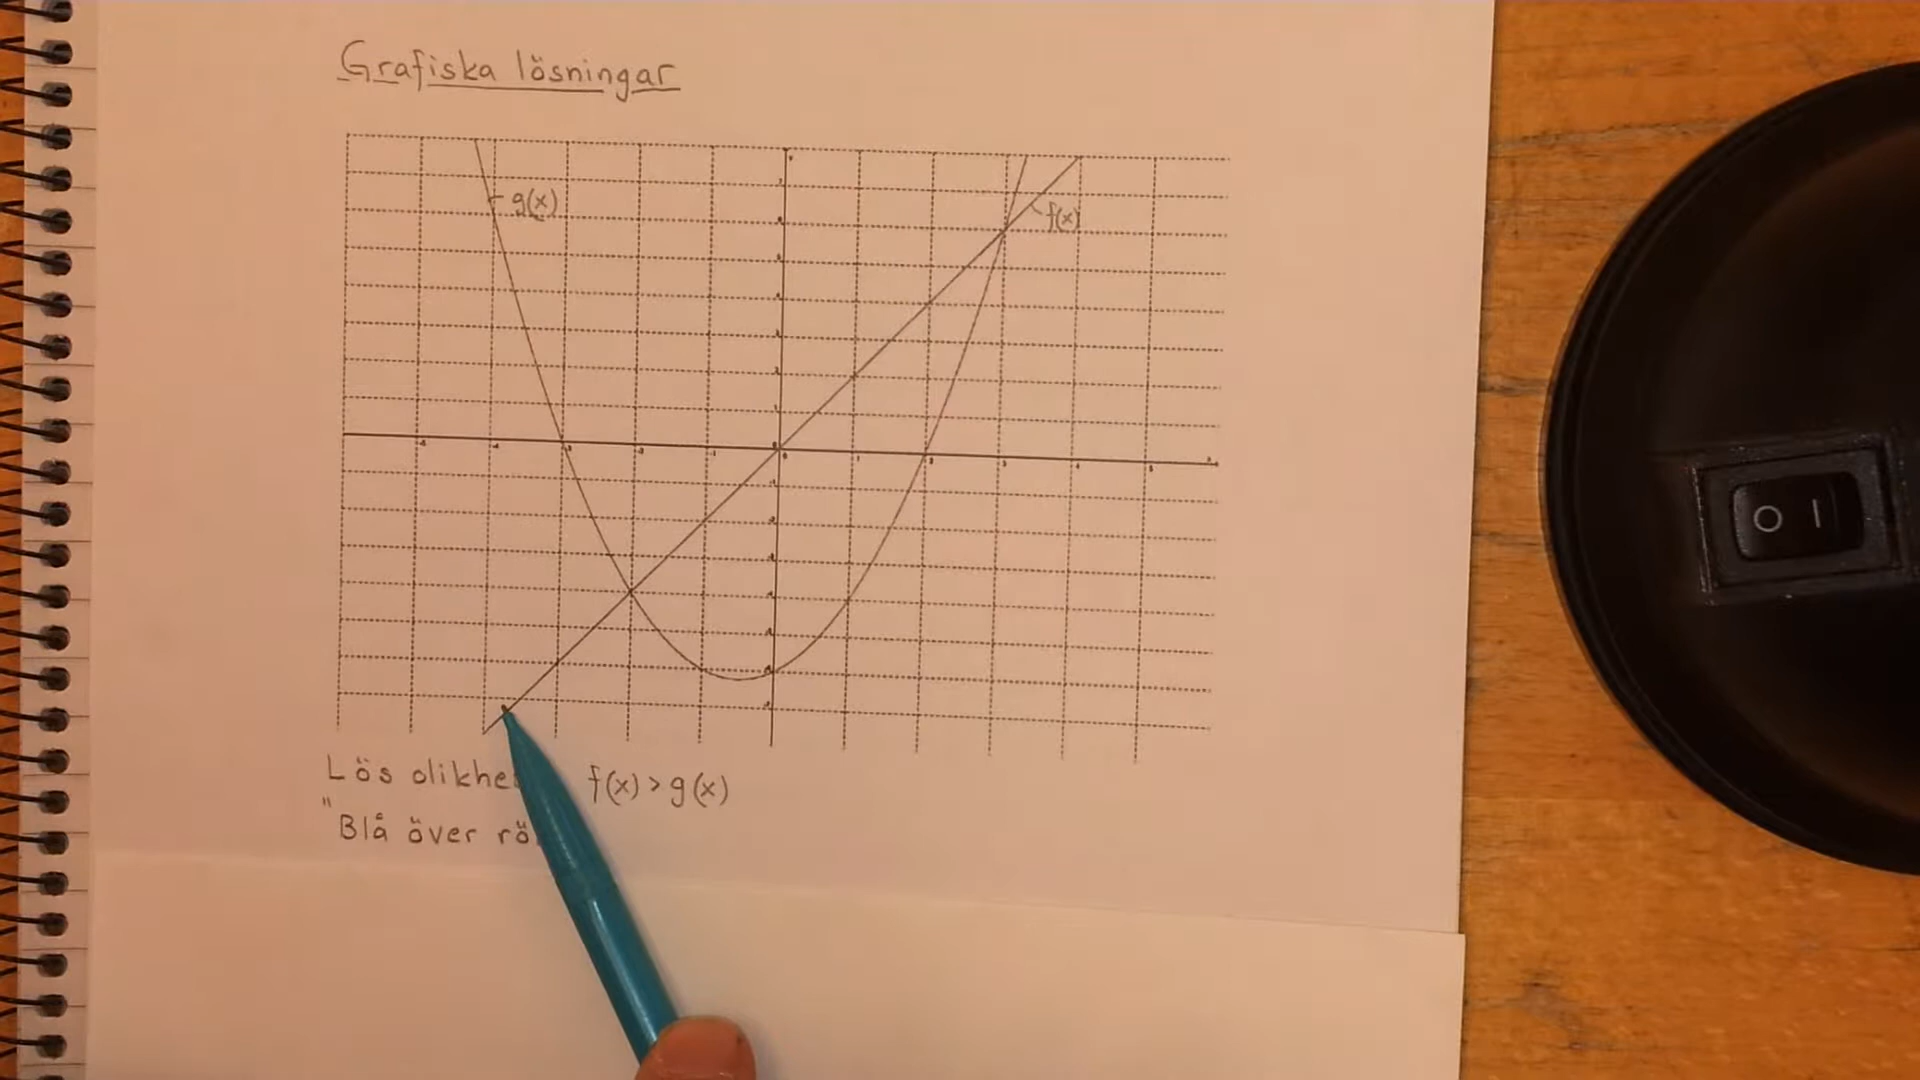 Grafiska lösningar
g(x)
f(x)
Lös olikhe f(x) > g(x)
"Blå över rö